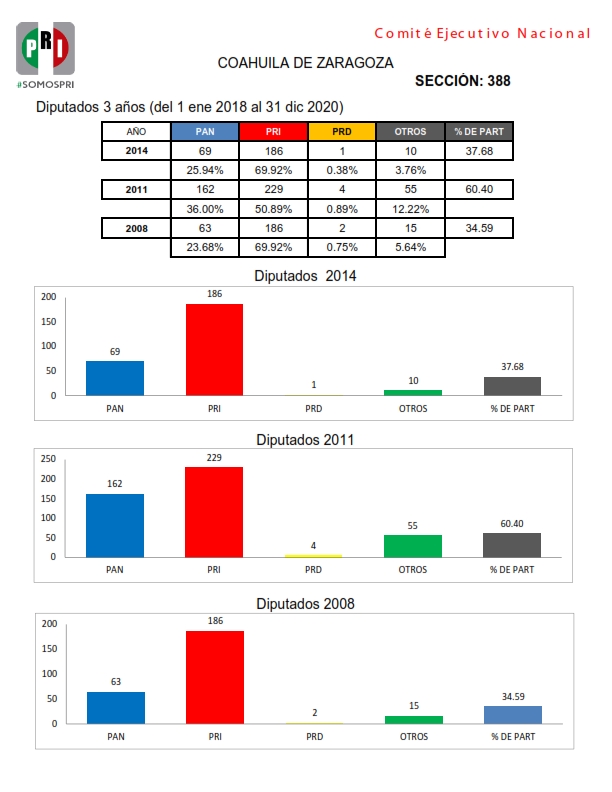 Comité Ejecutivo Nacional
PRI
#SOMOSPRI
COAHUILA DE ZARAGOZA
SECCIÓN: 388
Diputados 3 años (del 1 ene 2018 al 31 dic 2020)
AÑO PAN PRI PRD OTROS % DE PART
2014 69 186 1 10 37.68
25.94% 69.92% 0.38% 3.76%
2011 162 229 4 55 60.40
36.00% 50.89% 0.89% 12.22%
2008 63 186 2 15 34.59
23.68% 69.92% 0.75% 5.64%
Diputados 2014
200
150
100
50
0
69 186 1 10 37.68
PAN PRI PRD OTROS % DE PART
Diputados 2011
250
200
150
100
50
0
162 229 4 55 60.40
PAN PRI PRD OTROS % DE PART
Diputados 2008
200
150
100
50
0
63 186 2 15 34.59
PAN PRI PRD OTROS % DE PART